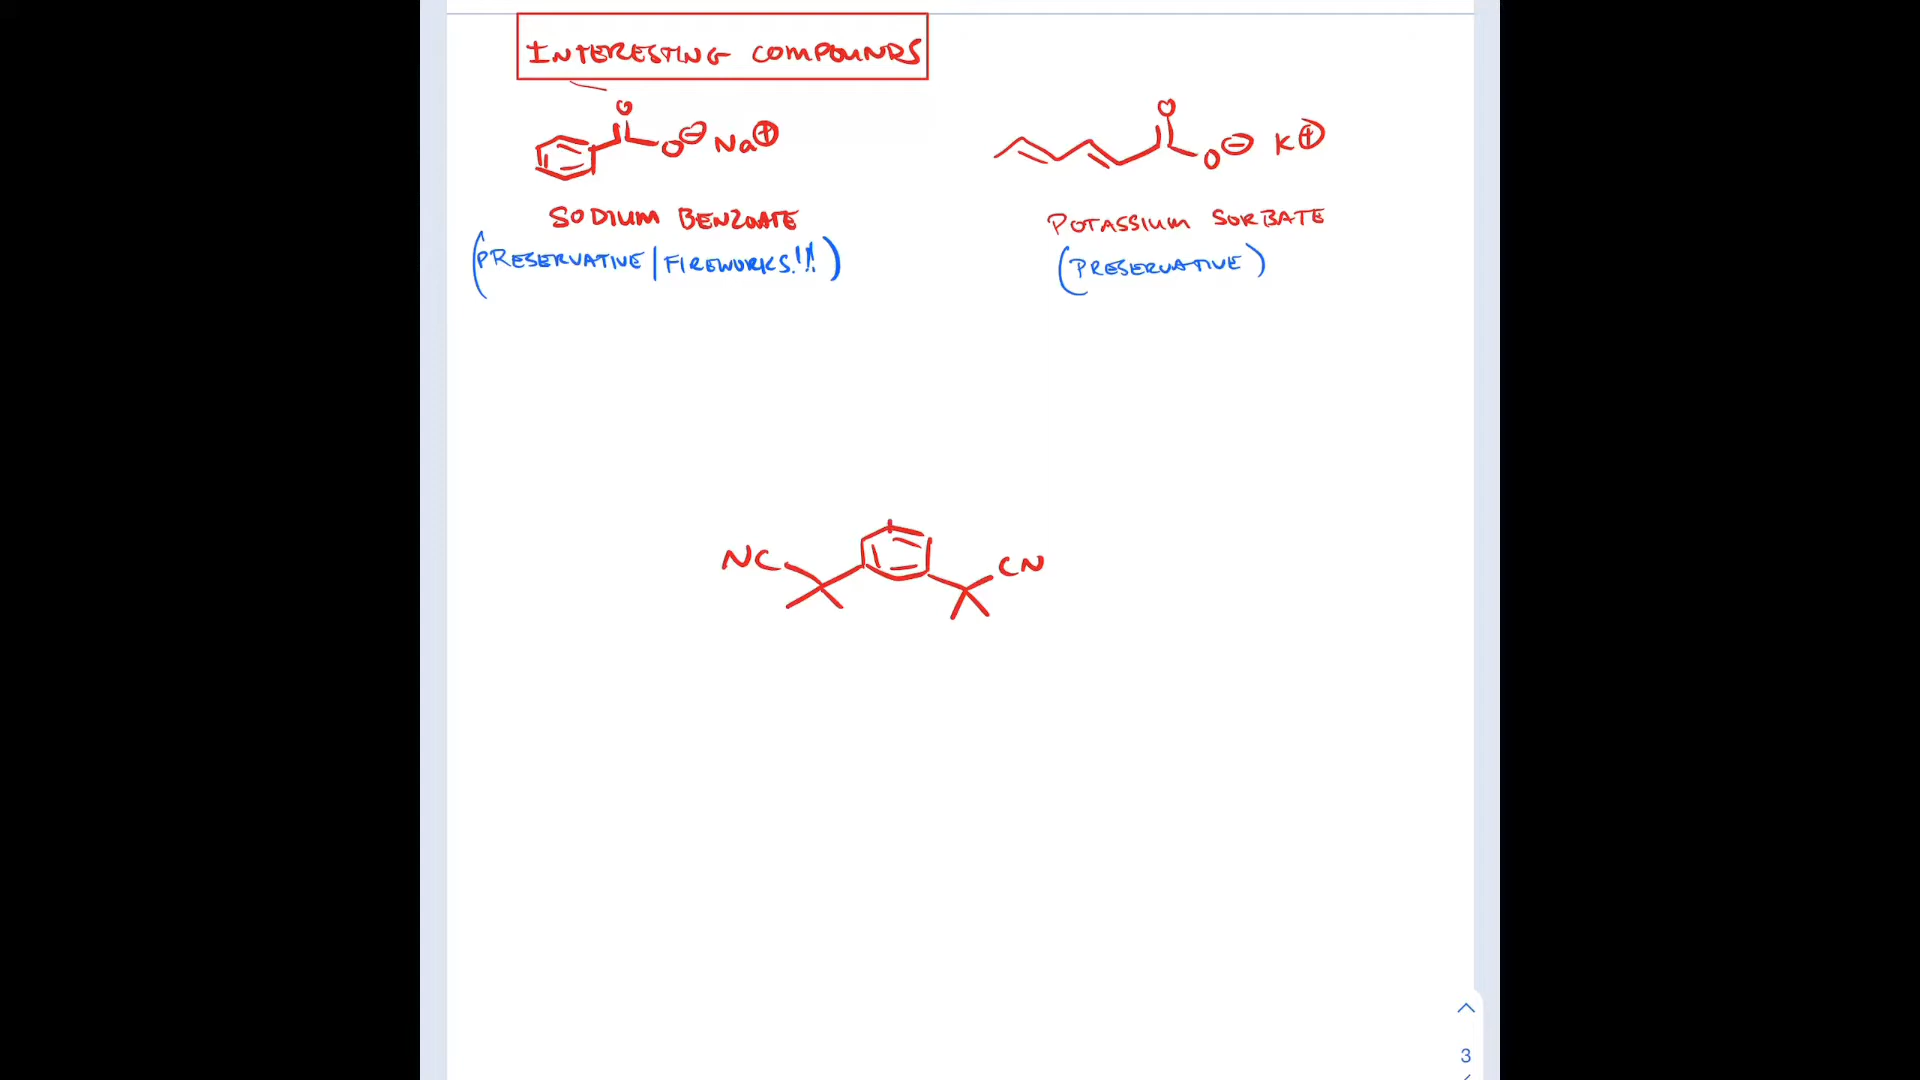 INTERESTING COMPOUNDS
O
O⊖ Na⊕
O
O⊖ K⊕
SODIUM BENZOATE
POTASSIUM SORBATE
(PRESERVATIVE | FIREWORKS!!!)
(PRESERVATIVE)
NC
CN
3